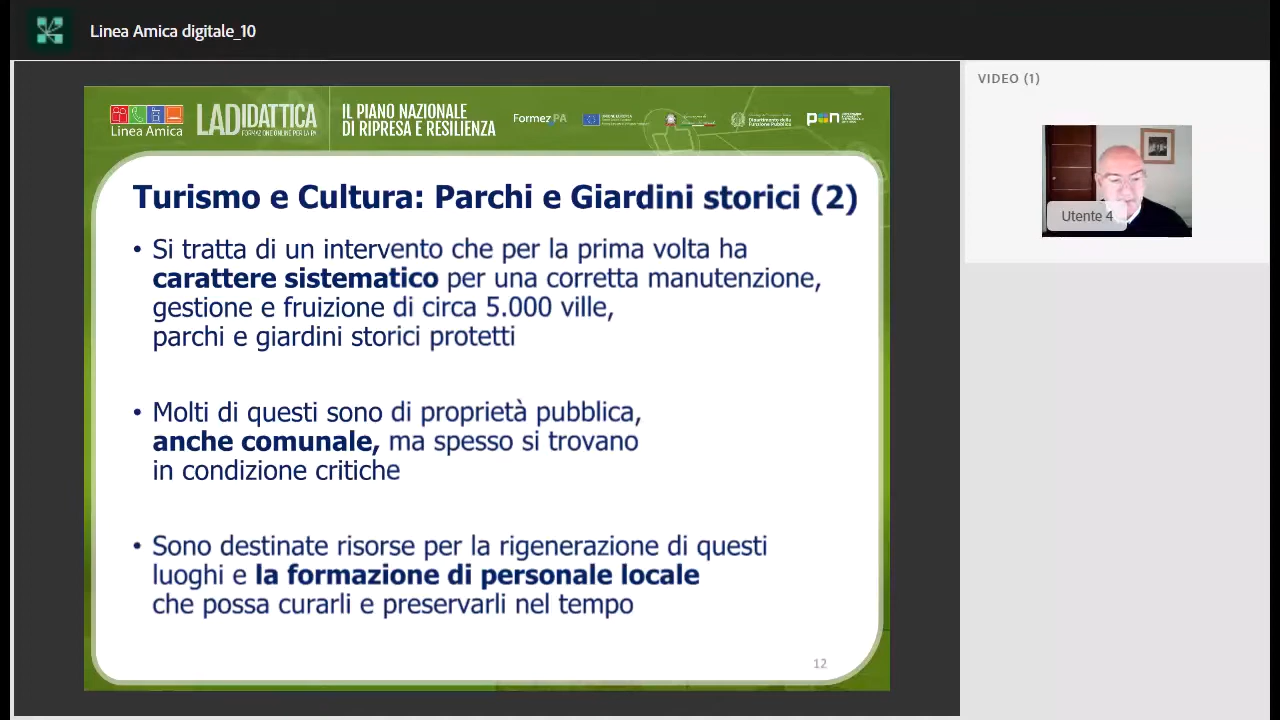 Linea Amica digitale_10
VIDEO (1)
Linea Amica
LADIDATTICA
FORMAZIONE ONLINE PER LA PA
IL PIANO NAZIONALE
DI RIPRESA E RESILIENZA
FormezPA
Dipartimento della
Funzione Pubblica
pon
Turismo e Cultura: Parchi e Giardini storici (2)
• Si tratta di un intervento che per la prima volta ha
carattere sistematico per una corretta manutenzione,
gestione e fruizione di circa 5.000 ville,
parchi e giardini storici protetti
• Molti di questi sono di proprietà pubblica,
anche comunale, ma spesso si trovano
in condizione critiche
• Sono destinate risorse per la rigenerazione di questi
luoghi e la formazione di personale locale
che possa curarli e preservarli nel tempo
12
Utente 4